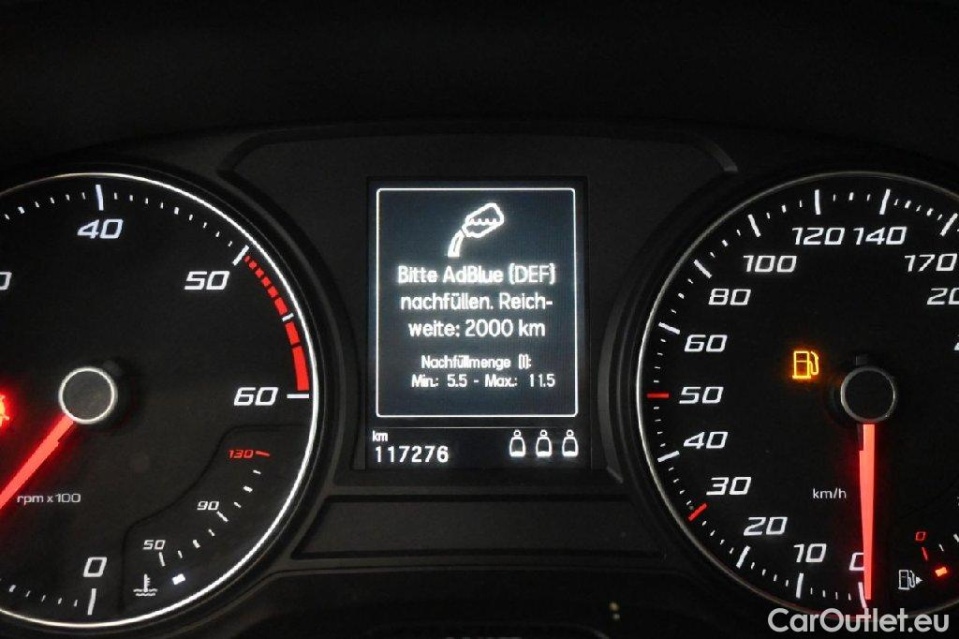 40
50
60
rpm x 100
130
90
50
0
Bitte AdBlue (DEF)
nachfüllen. Reich-
weite: 2000 km
Nachfüllmenge (l):
Min.: 5.5 - Max.: 11.5
km
117276
120 140
100
170
80
60
50
40
30
20
10
0
km/h
0
CarOutlet.eu